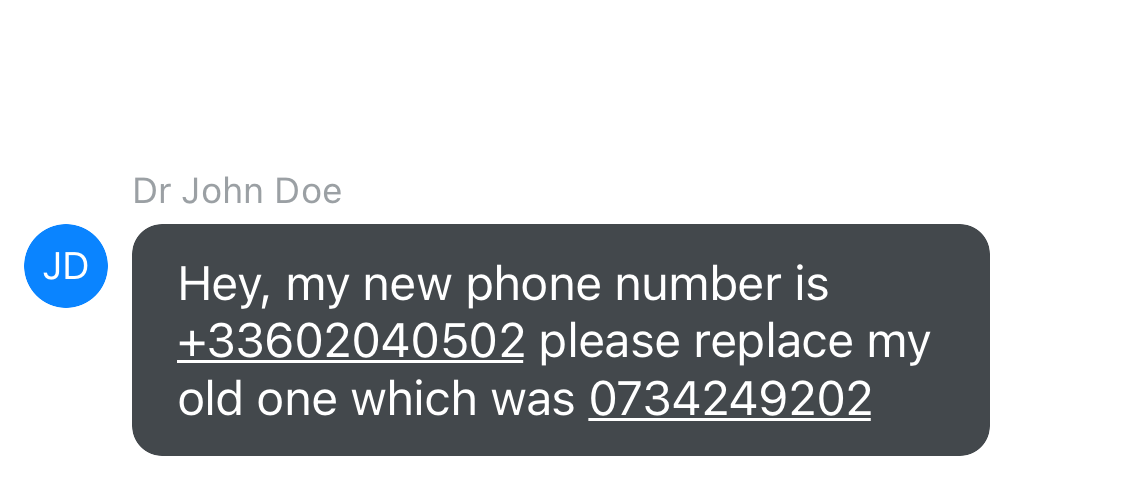 Dr John Doe
JD
Hey, my new phone number is
+33602040502 please replace my
old one which was 0734249202